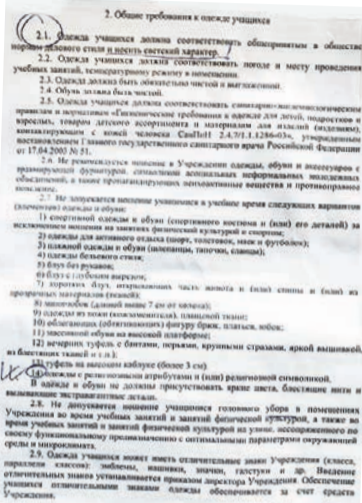 2. Общие требования к одежде учащихся
2.1. Одежда учащихся должна соответствовать общепринятым в обществе
нормам делового стиля и носить светский характер.
2.2. Одежда учащихся должна соответствовать погоде и месту проведения
учебных занятий, температурному режиму в помещении.
2.3. Одежда должна быть обязательно чистой и выглаженной.
2.4. Обувь должна быть чистой.
2.5. Одежда учащихся должна соответствовать санитарно-эпидемиологическим
правилам и нормативам «Гигиенические требования к одежде для детей, подростков и
взрослых, товарам детского ассортимента и материалам для изделий (изделиям),
контактирующим с кожей человека СанПиН 2.4.7/1.1.1286-03», утвержденным
постановлением Главного государственного санитарного врача Российской Федерации
от 17.04.2003 № 51.
2.6. Не рекомендуется ношение в Учреждении одежды, обуви и аксессуаров с
травмирующей фурнитурой, символикой асоциальных неформальных молодежных
объединений, а также пропагандирующих психоактивные вещества и противоправное
поведение.
2.7. Не допускается ношение учащимися в учебное время следующих вариантов
(элементов) одежды и обуви:
1) спортивной одежды и обуви (спортивного костюма и (или) его деталей) за
исключением ношения на занятиях физической культурой и спортом;
2) одежды для активного отдыха (шорт, толстовок, маек и футболок);
3) пляжной одежды и обуви (шлепанцы, тапочки, сланцы);
4) одежды бельевого стиля;
5) блуз без рукавов;
6) блуз с глубоким вырезом;
7) коротких блуз, открывающих часть живота и (или) спины и (или) из
прозрачных материалов (тканей);
8) мини-юбок (длиной выше 7 см от колена);
9) одежды из кожи (кожзаменителя), плащевой ткани;
10) облегающих (обтягивающих) фигуру брюк, платьев, юбок;
11) массивной обуви на высокой платформе;
12) вечерних туфель с бантами, перьями, крупными стразами, яркой вышивкой,
из блестящих тканей и т.п.;
13) туфель на высоком каблуке (более 3 см)
14) одежды с религиозными атрибутами и (или) религиозной символикой.
В одежде и обуви не должны присутствовать яркие цвета, блестящие нити и
вызывающие экстравагантные детали.
2.8. Не допускается ношение учащимися головного убора в помещениях
Учреждения во время учебных занятий и занятий физической культурой, а также во
время учебных занятий и занятий физической культурой на улице, несоразмерного по
своему функциональному предназначению с оптимальными параметрами окружающей
среды и микроклимата.
2.9. Одежда учащихся может иметь отличительные знаки Учреждения (класса,
параллели классов): эмблемы, нашивки, значки, галстуки и др. Введение
отличительных знаков устанавливается приказом директора Учреждения. Обеспечение
учащихся отличительными знаками одежды обеспечивается за счет средств
Учреждения.